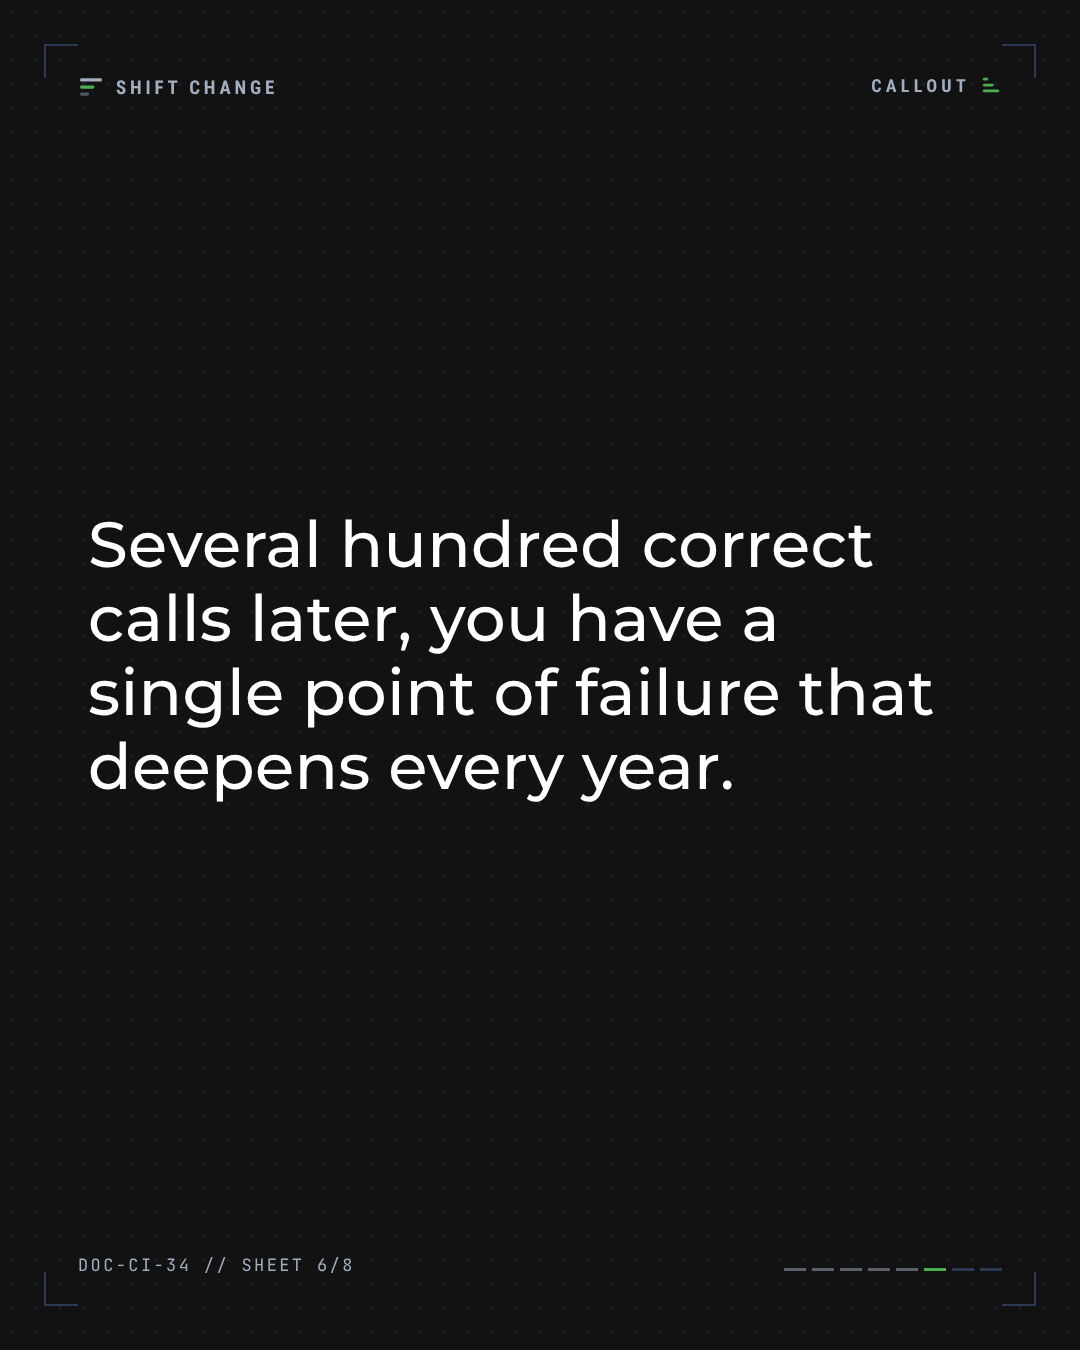 SHIFT CHANGE
CALLOUT
Several hundred correct
calls later, you have a
single point of failure that
deepens every year.
DOC-CI-34 // SHEET 6/8